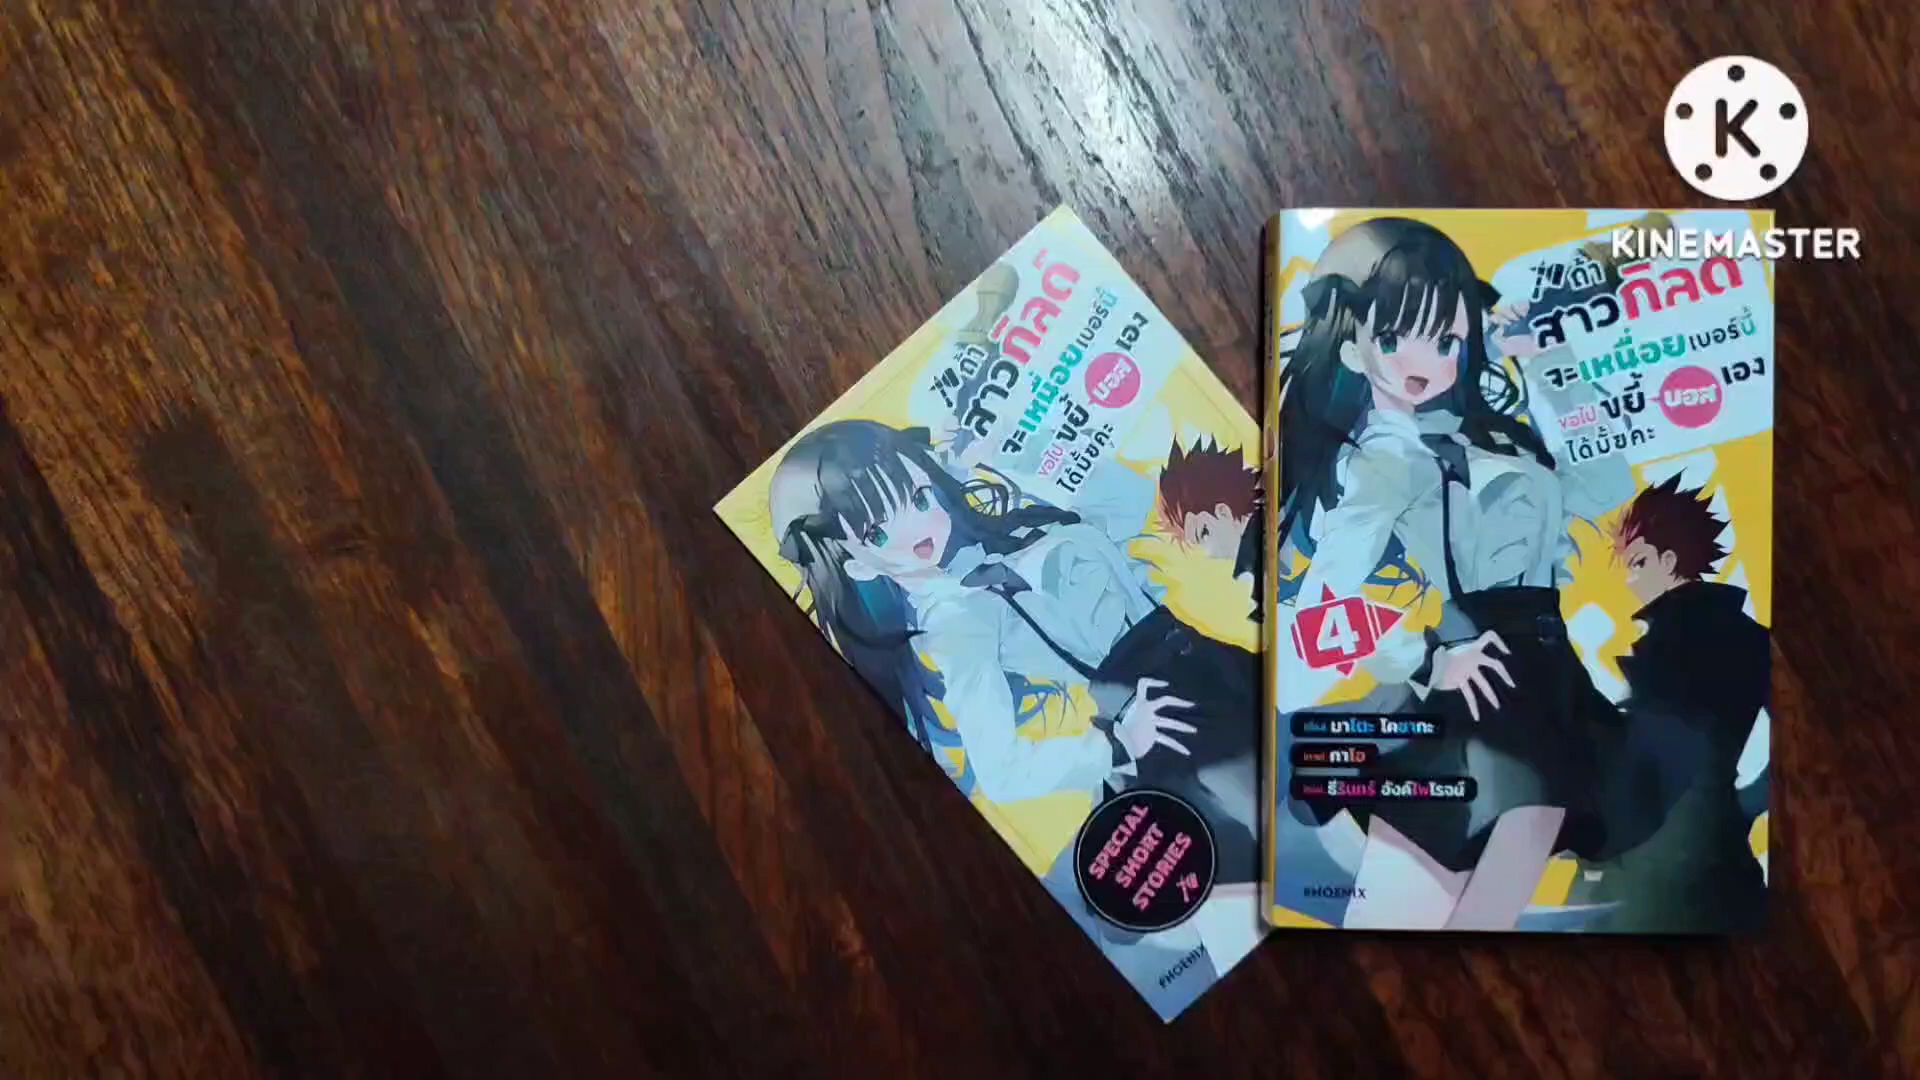 K
KINEMASTER
ถ้า
สาวกิลด์
จะเหนื่อยเบอร์นี้
ขอไปขยี้บอสเอง
ได้มั้ยคะ
SPECIAL
SHORT
STORIES
PHOENIX
ถ้า
สาวกิลด์
จะเหนื่อยเบอร์นี้
ขอไปขยี้บอสเอง
ได้มั้ยคะ
4
มาโตะ โคซากะ
กาโอ
ธีรินทร์ อังค์ไพโรจน์
PHOENIX